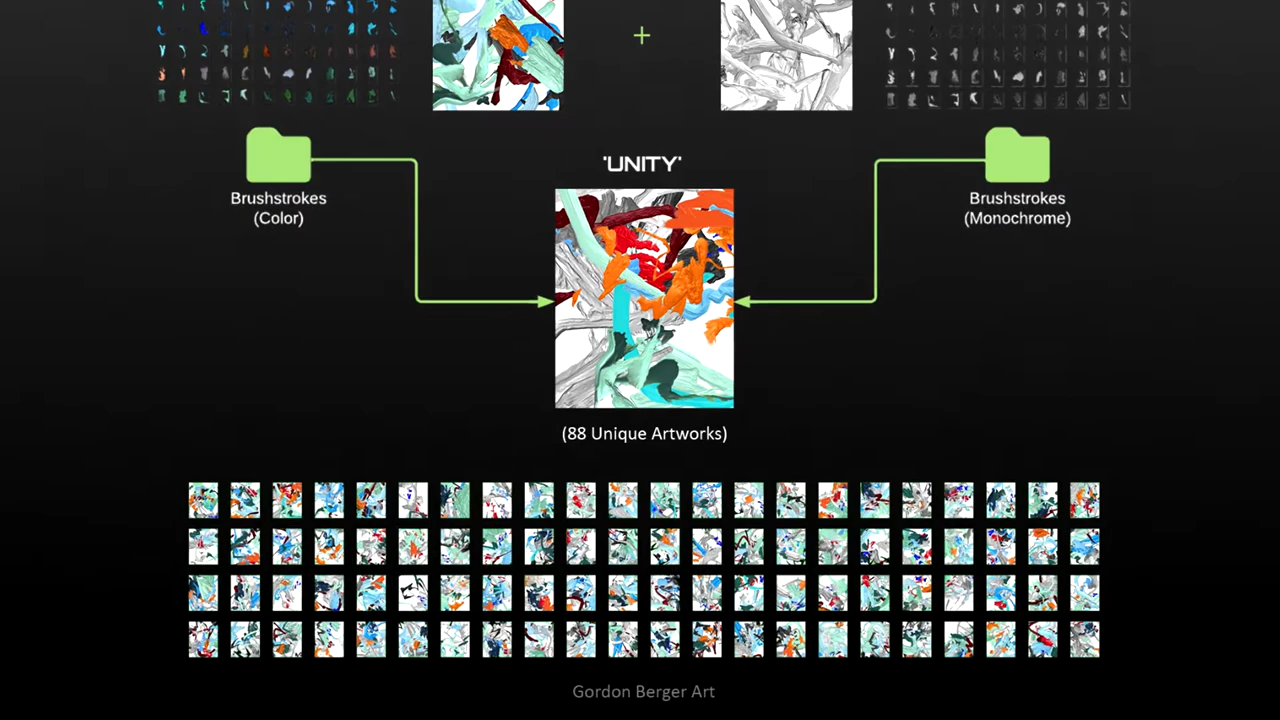 +
'UNITY'
Brushstrokes
(Color)
Brushstrokes
(Monochrome)
(88 Unique Artworks)
Gordon Berger Art